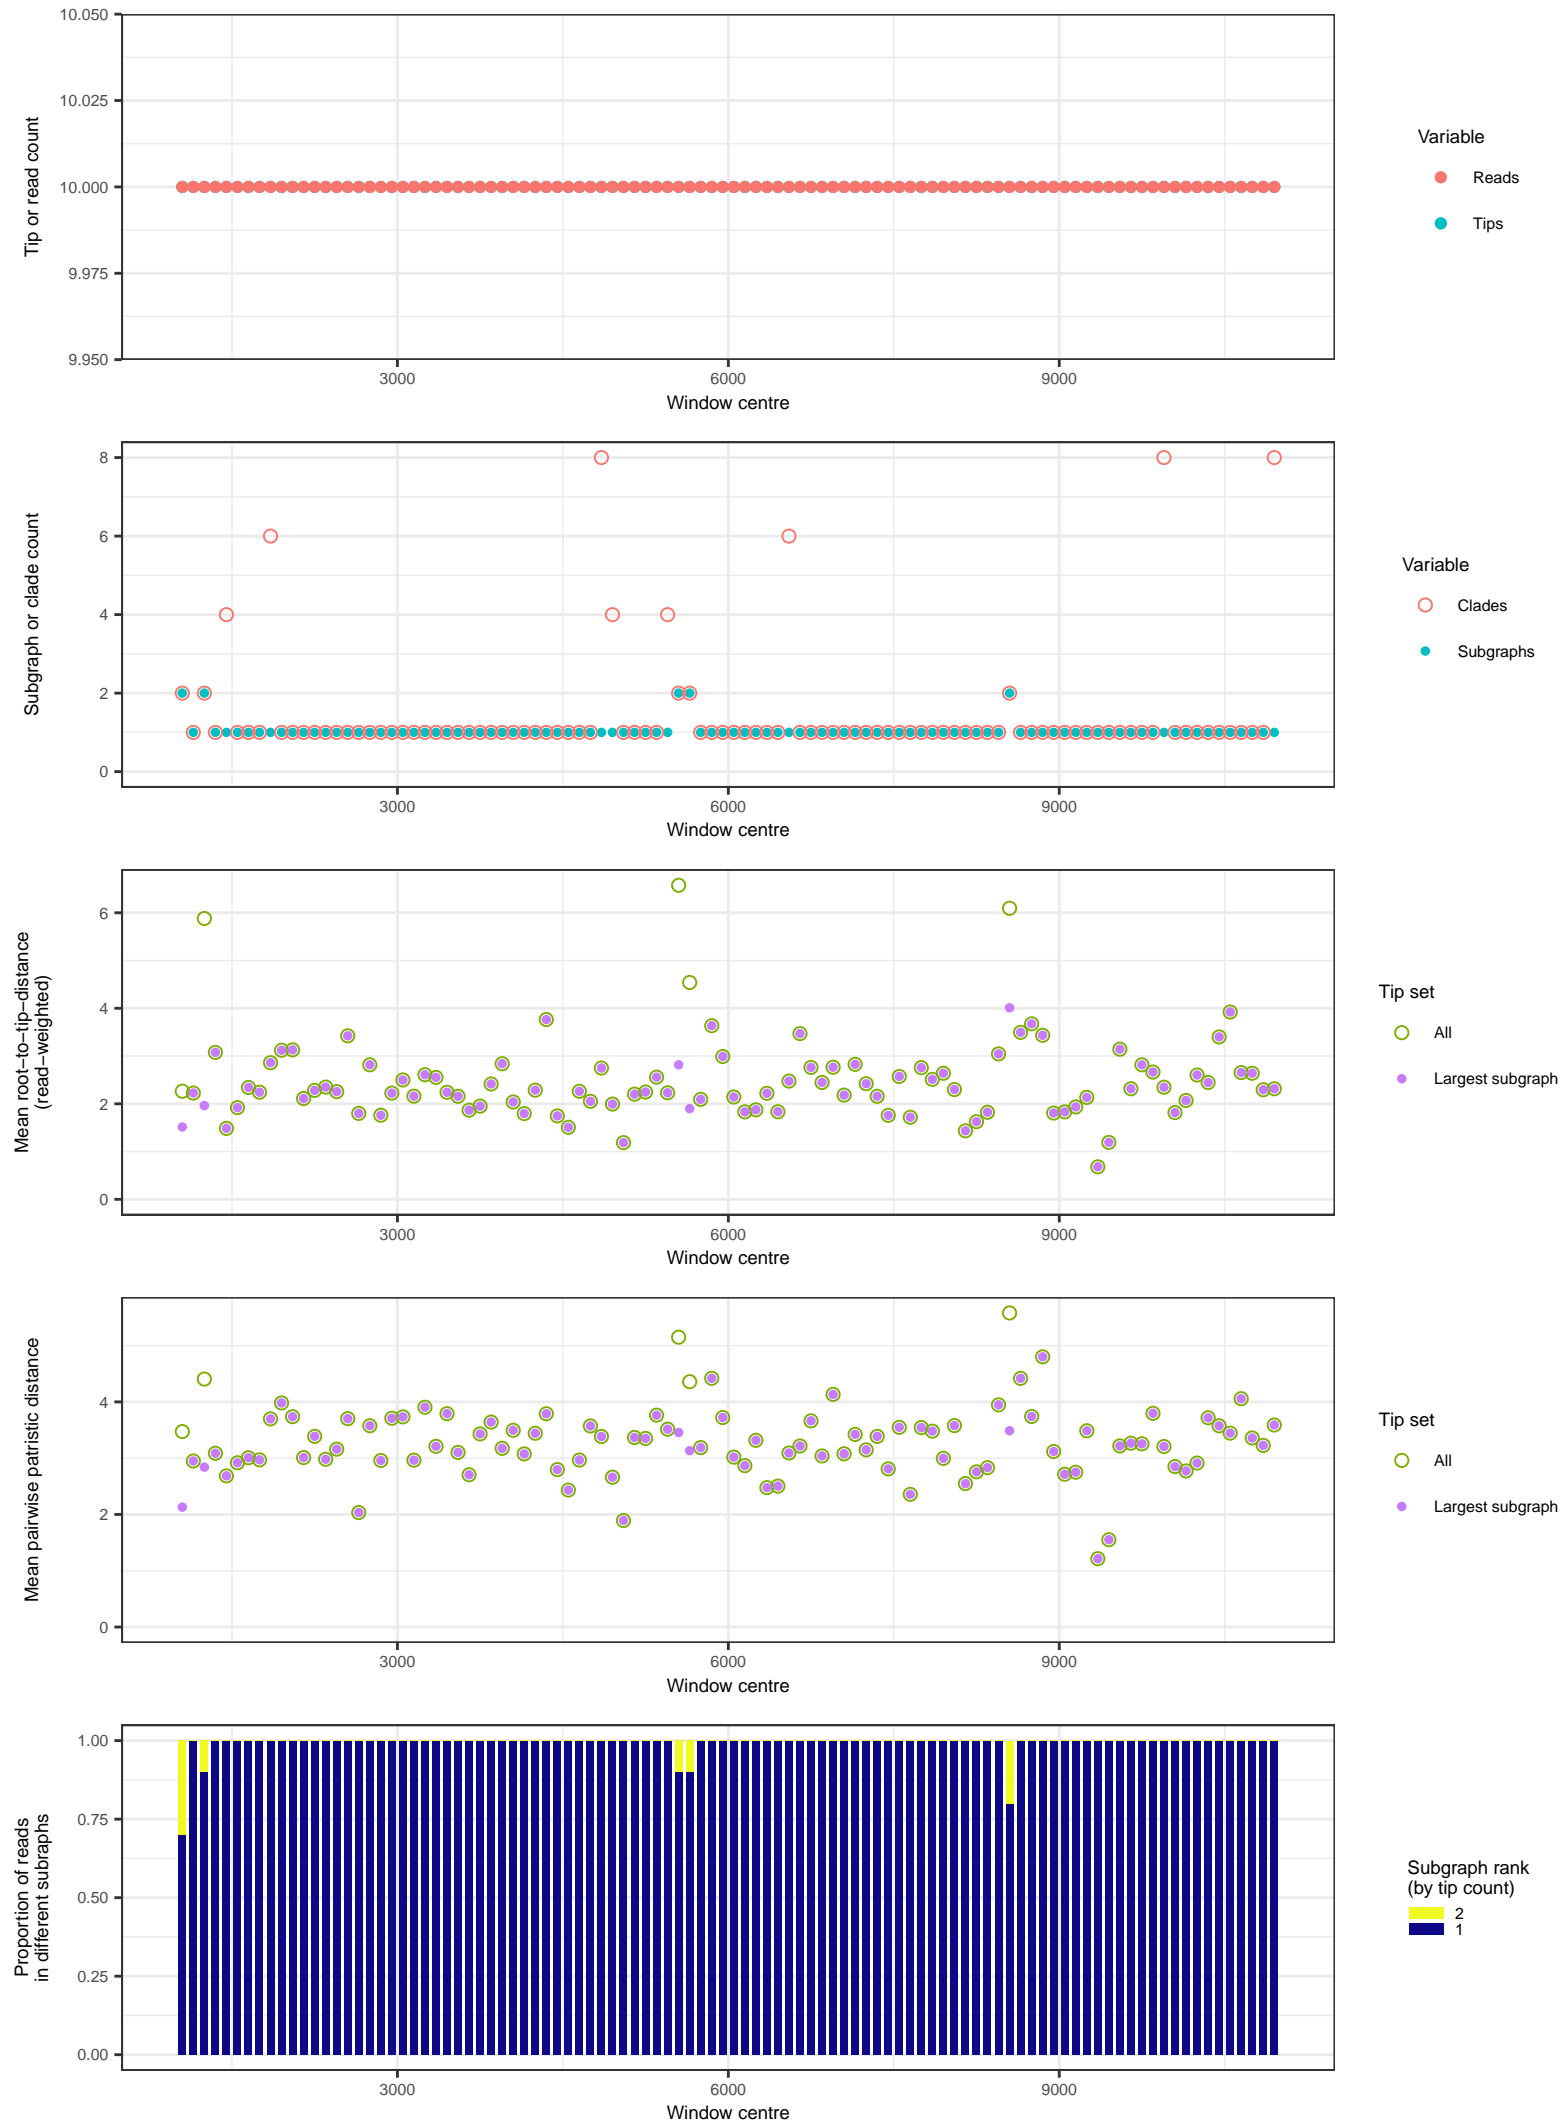 10.050
10.025
10.000
9.975
9.950
Tip or read count
3000 6000 9000
Window centre
Variable
Reads
Tips
8
6
4
2
0
Subgraph or clade count
3000 6000 9000
Window centre
Variable
Clades
Subgraphs
6
4
2
0
Mean root−to−tip−distance
(read−weighted)
3000 6000 9000
Window centre
Tip set
All
Largest subgraph
4
2
0
Mean pairwise patristic distance
3000 6000 9000
Window centre
Tip set
All
Largest subgraph
1.00
0.75
0.50
0.25
0.00
Proportion of reads
in different subraphs
3000 6000 9000
Window centre
Subgraph rank
(by tip count)
2
1